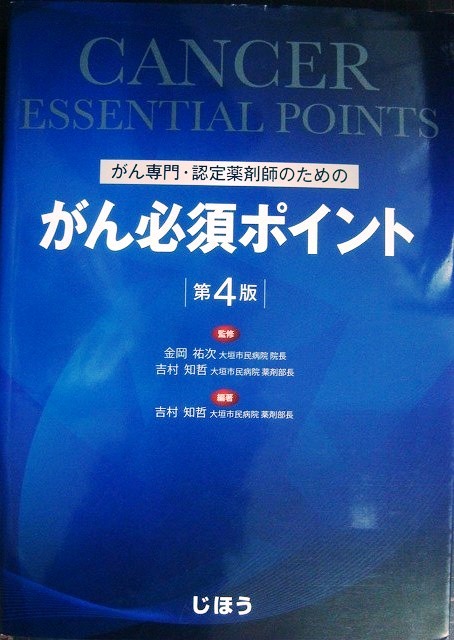 CANCER
ESSENTIAL POINTS
がん専門・認定薬剤師のための
がん必須ポイント
第4版
監修
金岡 祐次 大垣市民病院 院長
吉村 知哲 大垣市民病院 薬剤部長
編著
吉村 知哲 大垣市民病院 薬剤部長
じほう